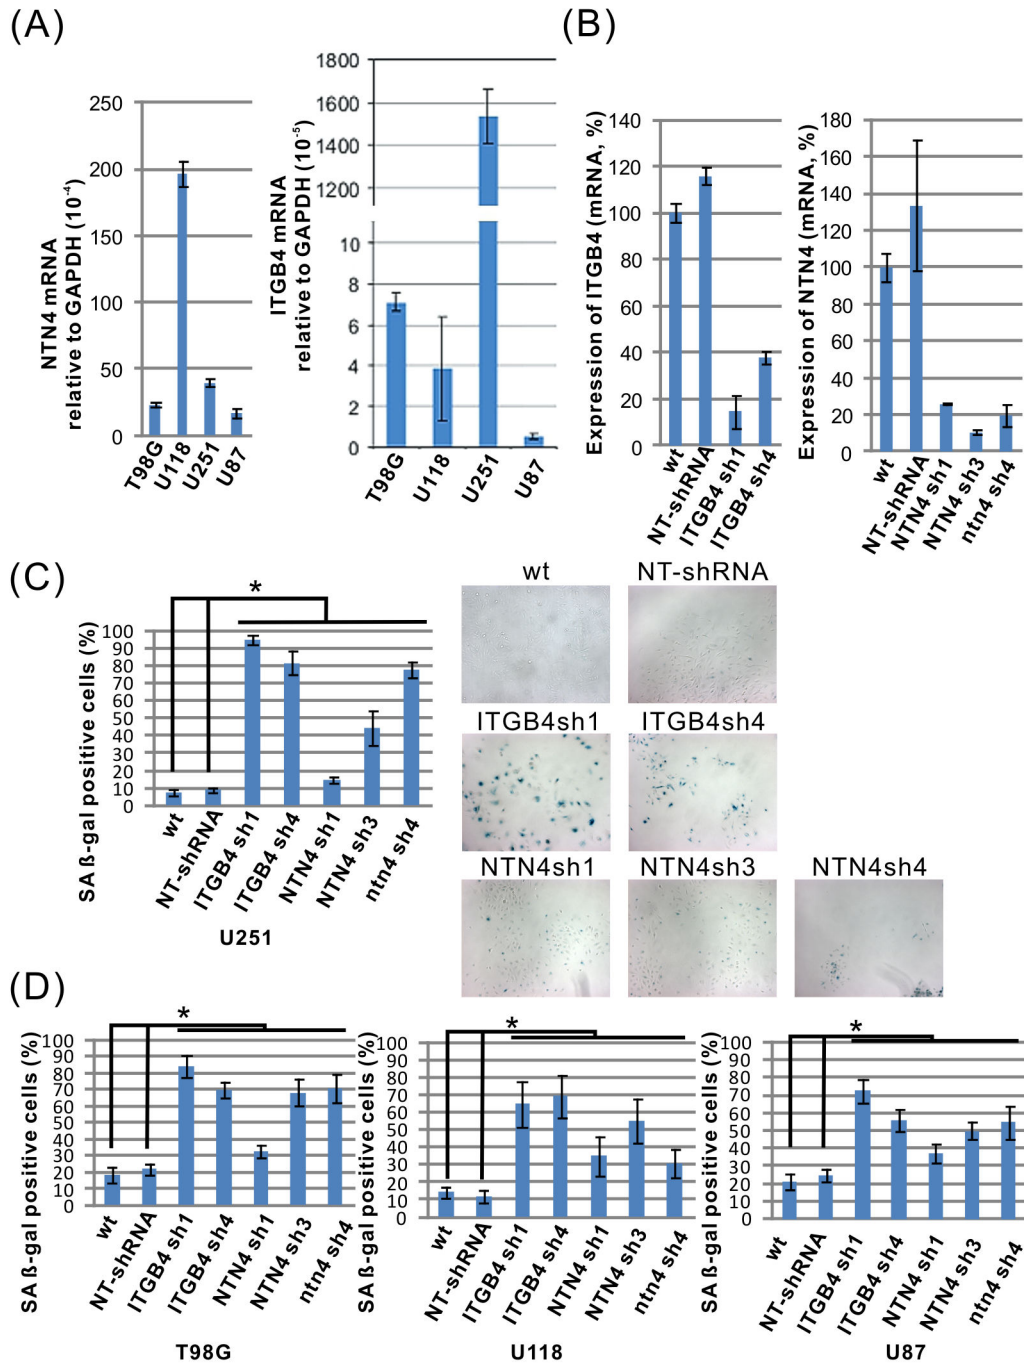 (A)
(B)
NTN4 mRNA
relative to GAPDH (10⁻⁴)
250
200
150
100
50
0
T98G
U118
U251
U87
ITGB4 mRNA
relative to GAPDH (10⁻⁵)
1800
1600
1400
1200
10
8
6
4
2
0
T98G
U118
U251
U87
Expression of ITGB4 (mRNA, %)
140
120
100
80
60
40
20
0
wt
NT-shRNA
ITGB4 sh1
ITGB4 sh4
Expression of NTN4 (mRNA, %)
180
160
140
120
100
80
60
40
20
0
wt
NT-shRNA
NTN4 sh1
NTN4 sh3
ntn4 sh4
(C)
*
SA ß-gal positive cells (%)
100
90
80
70
60
50
40
30
20
10
0
wt
NT-shRNA
ITGB4 sh1
ITGB4 sh4
NTN4 sh1
NTN4 sh3
ntn4 sh4
U251
wt
NT-shRNA
ITGB4sh1
ITGB4sh4
NTN4sh1
NTN4sh3
NTN4sh4
(D)
*
SA ß-gal positive cells (%)
100
90
80
70
60
50
40
30
20
10
0
wt
NT-shRNA
ITGB4 sh1
ITGB4 sh4
NTN4 sh1
NTN4 sh3
ntn4 sh4
T98G
*
SA ß-gal positive cells (%)
100
90
80
70
60
50
40
30
20
10
0
wt
NT-shRNA
ITGB4 sh1
ITGB4 sh4
NTN4 sh1
NTN4 sh3
ntn4 sh4
U118
*
SA ß-gal positive cells (%)
100
90
80
70
60
50
40
30
20
10
0
wt
NT-shRNA
ITGB4 sh1
ITGB4 sh4
NTN4 sh1
NTN4 sh3
ntn4 sh4
U87